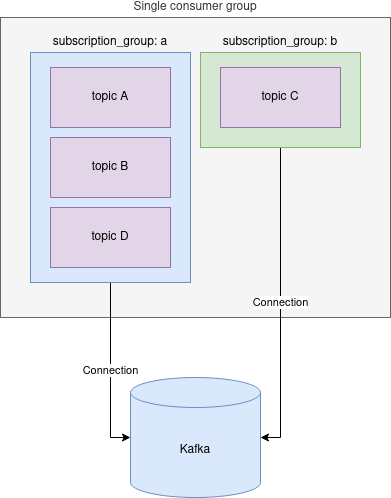 Single consumer group
subscription_group: a
subscription_group: b
topic A
topic C
topic B
topic D
Connection
Connection
Kafka